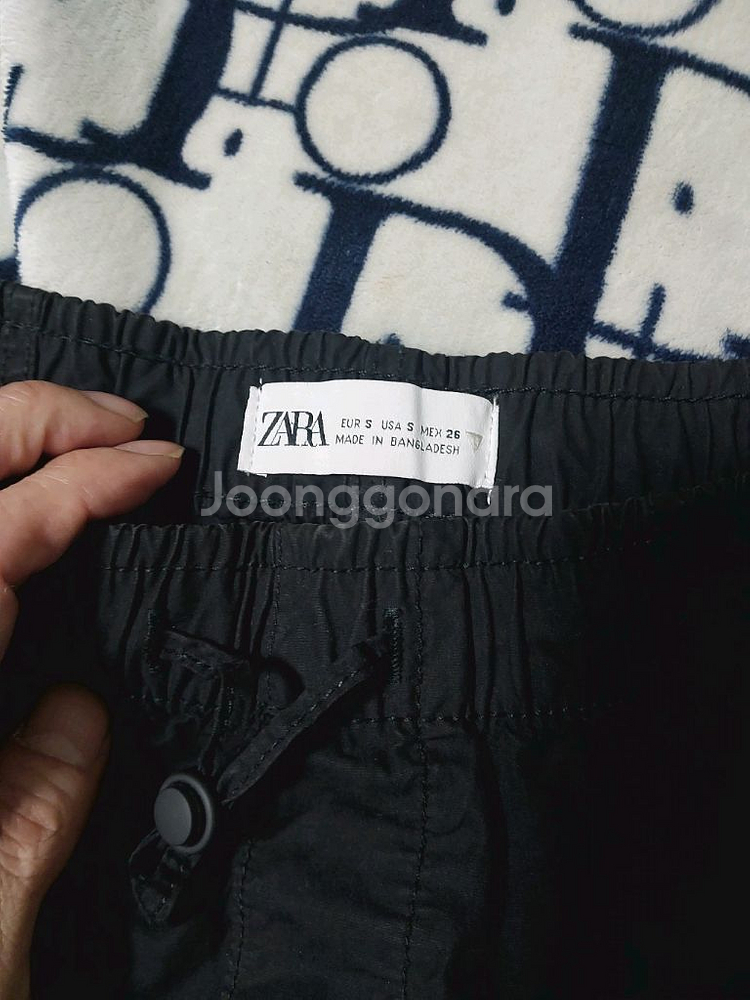 ZARA
EUR S USA S MEX 26
MADE IN BANGLADESH
Joonggonara